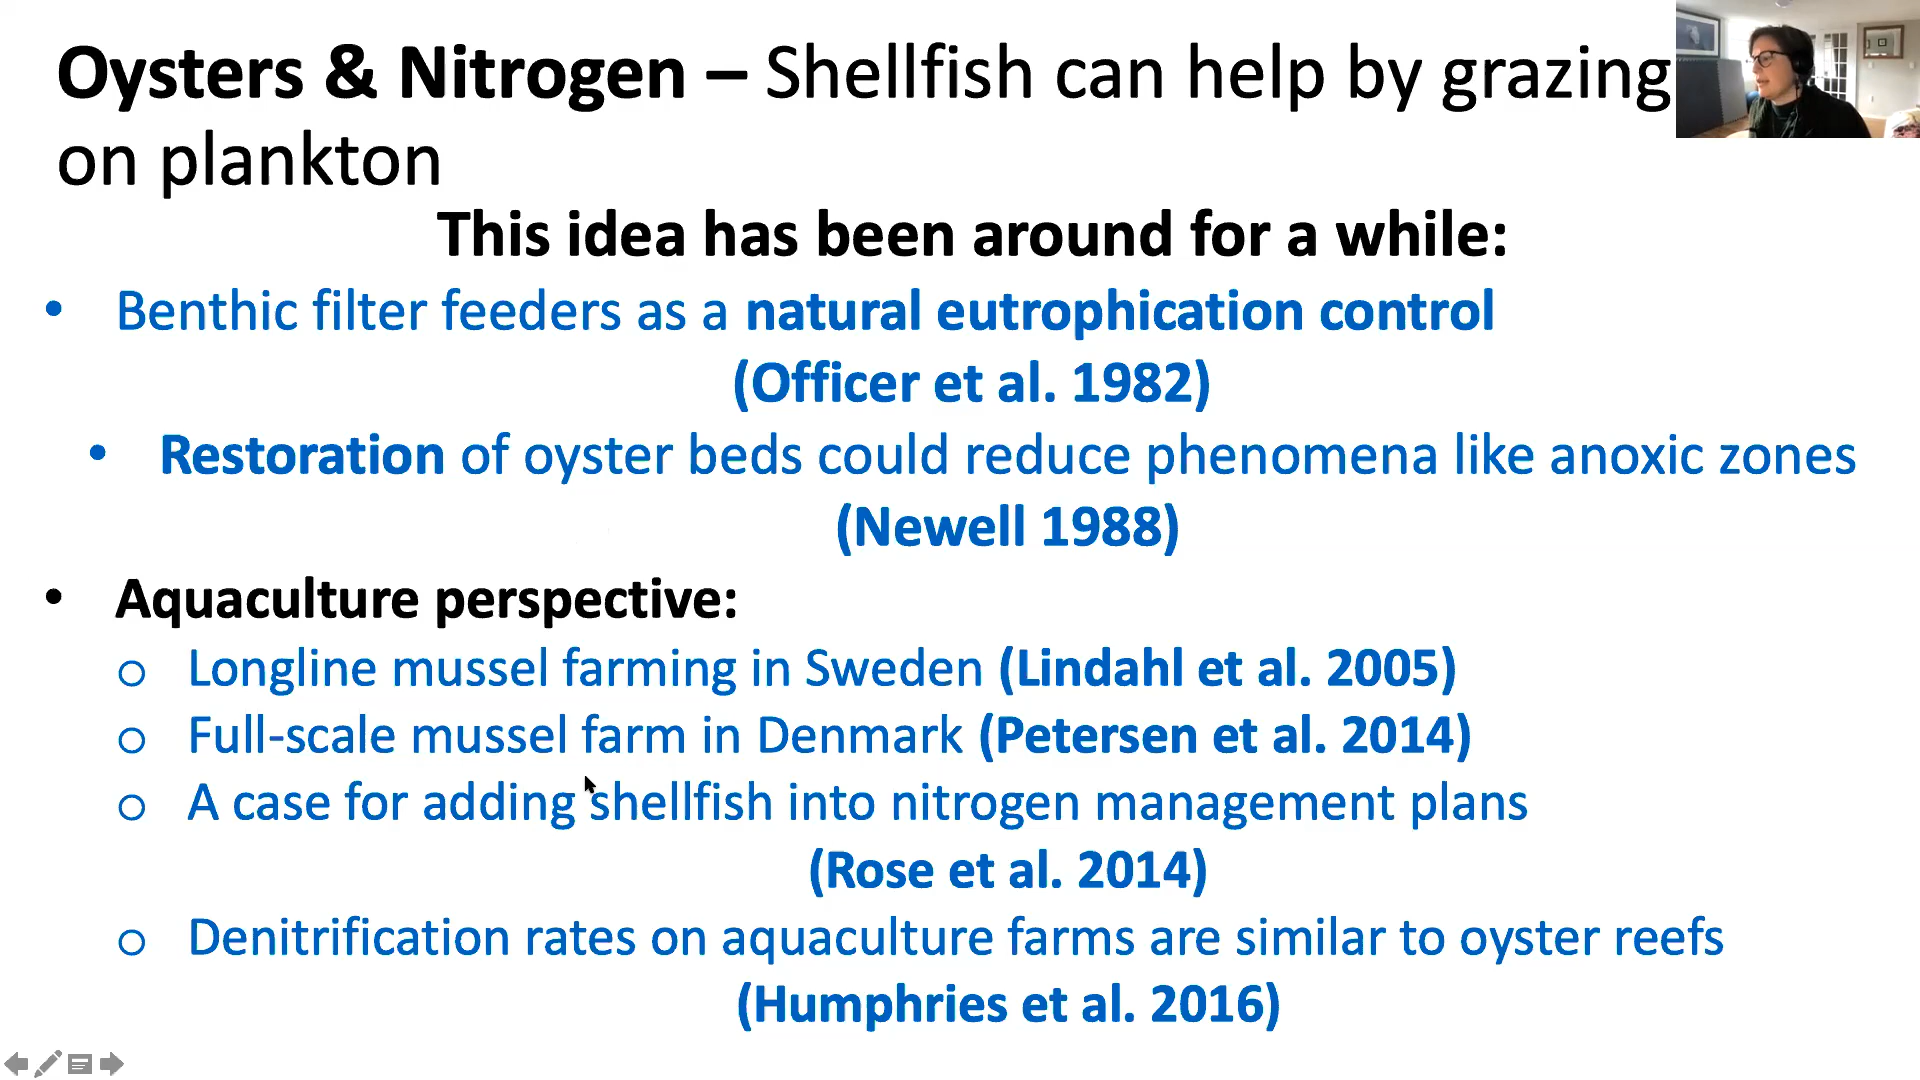 Oysters & Nitrogen – Shellfish can help by grazing
on plankton
This idea has been around for a while:
• Benthic filter feeders as a natural eutrophication control
(Officer et al. 1982)
• Restoration of oyster beds could reduce phenomena like anoxic zones
(Newell 1988)
• Aquaculture perspective:
o Longline mussel farming in Sweden (Lindahl et al. 2005)
o Full-scale mussel farm in Denmark (Petersen et al. 2014)
o A case for adding shellfish into nitrogen management plans
(Rose et al. 2014)
o Denitrification rates on aquaculture farms are similar to oyster reefs
(Humphries et al. 2016)